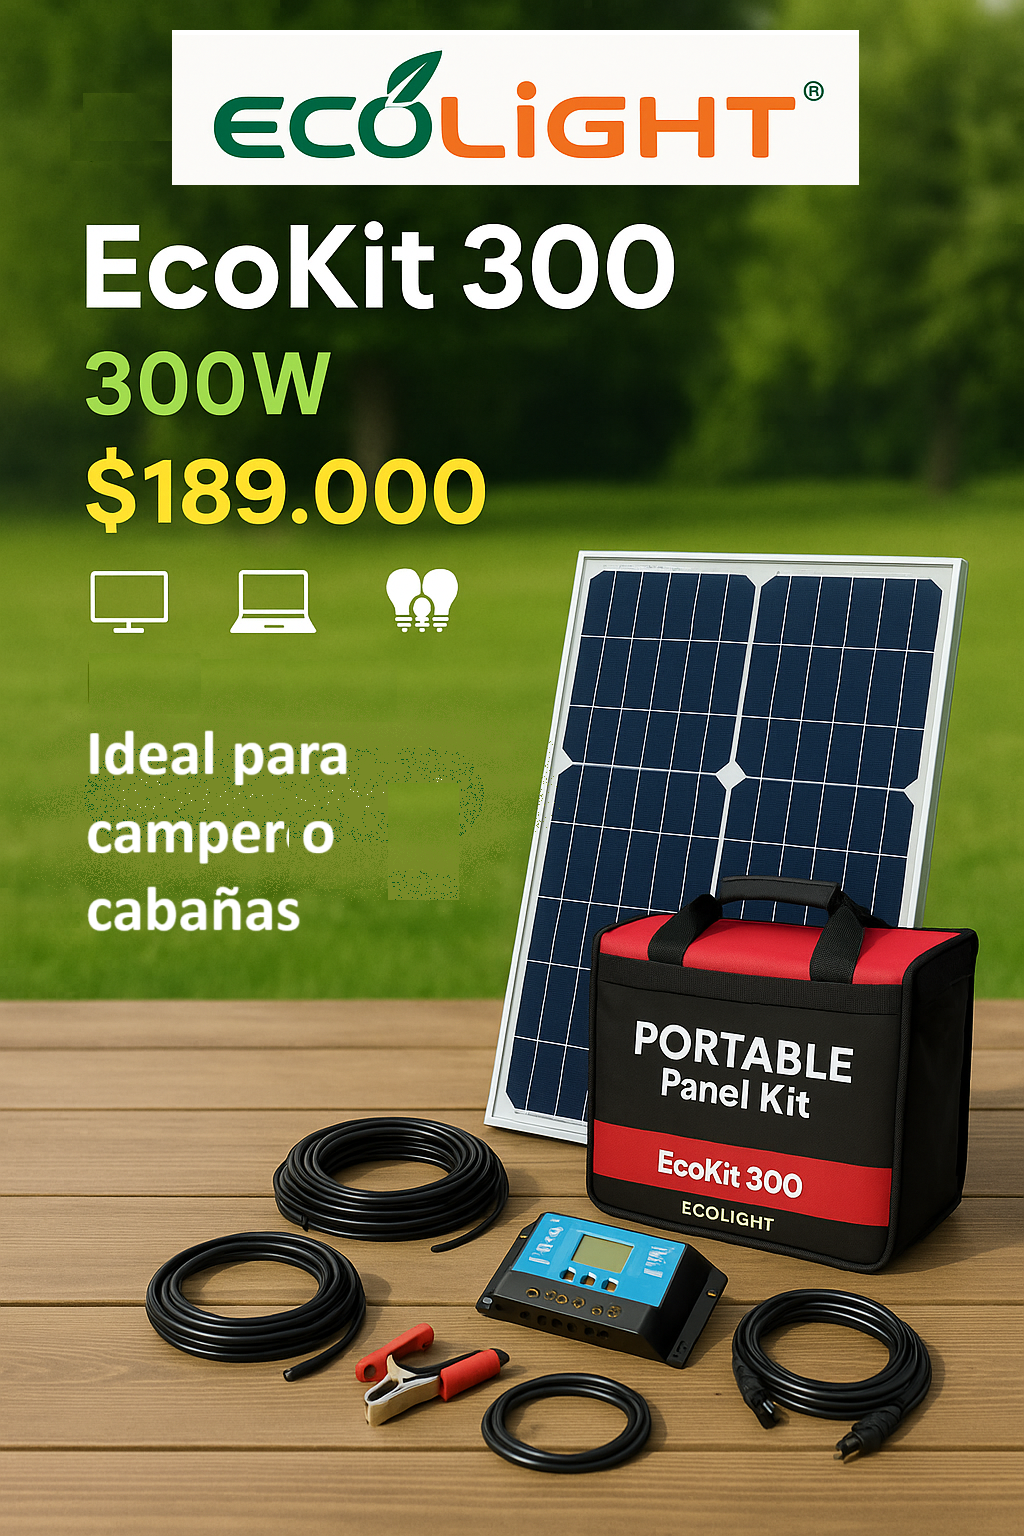 ECOLiGHT®
EcoKit 300
300W
$189.000
Ideal para
camper o
cabañas
PORTABLE
Panel Kit
EcoKit 300
ECOLIGHT